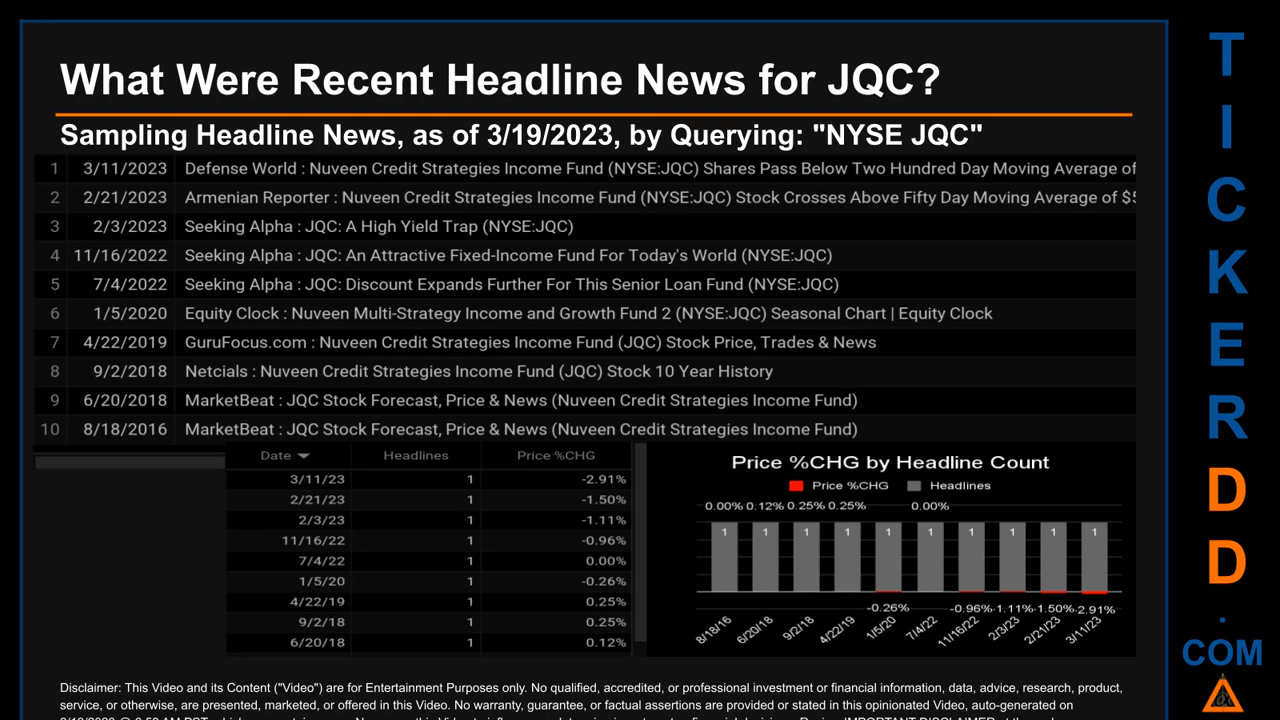 What Were Recent Headline News for JQC?
Sampling Headline News, as of 3/19/2023, by Querying: "NYSE JQC"
1 3/11/2023 Defense World : Nuveen Credit Strategies Income Fund (NYSE:JQC) Shares Pass Below Two Hundred Day Moving Average of
2 2/21/2023 Armenian Reporter : Nuveen Credit Strategies Income Fund (NYSE:JQC) Stock Crosses Above Fifty Day Moving Average of $5
3 2/3/2023 Seeking Alpha : JQC: A High Yield Trap (NYSE:JQC)
4 11/16/2022 Seeking Alpha : JQC: An Attractive Fixed-Income Fund For Today's World (NYSE:JQC)
5 7/4/2022 Seeking Alpha : JQC: Discount Expands Further For This Senior Loan Fund (NYSE:JQC)
6 1/5/2020 Equity Clock : Nuveen Multi-Strategy Income and Growth Fund 2 (NYSE:JQC) Seasonal Chart | Equity Clock
7 4/22/2019 GuruFocus.com : Nuveen Credit Strategies Income Fund (JQC) Stock Price, Trades & News
8 9/2/2018 Netcials : Nuveen Credit Strategies Income Fund (JQC) Stock 10 Year History
9 6/20/2018 MarketBeat : JQC Stock Forecast, Price & News (Nuveen Credit Strategies Income Fund)
10 8/18/2016 MarketBeat : JQC Stock Forecast, Price & News (Nuveen Credit Strategies Income Fund)
Date Headlines Price %CHG
3/11/23 1 -2.91%
2/21/23 1 -1.50%
2/3/23 1 -1.11%
11/16/22 1 -0.96%
7/4/22 1 0.00%
1/5/20 1 -0.26%
4/22/19 1 0.25%
9/2/18 1 0.25%
6/20/18 1 0.12%
Price %CHG by Headline Count
Price %CHG Headlines
0.00% 0.12% 0.25% 0.25% 0.00%
1 1 1 1 1 1 1 1 1 1
-0.26% -0.96% -1.11% -1.50% -2.91%
8/18/16 6/20/18 9/2/18 4/22/19 1/5/20 7/4/22 11/16/22 2/3/23 2/21/23 3/11/23
Disclaimer: This Video and its Content ("Video") are for Entertainment Purposes only. No qualified, accredited, or professional investment or financial information, data, advice, research, product,
service, or otherwise, are presented, marketed, or offered in this Video. No warranty, guarantee, or factual assertions are provided or stated in this opinionated Video, auto-generated on
T
I
C
K
E
R
D
D
.
COM